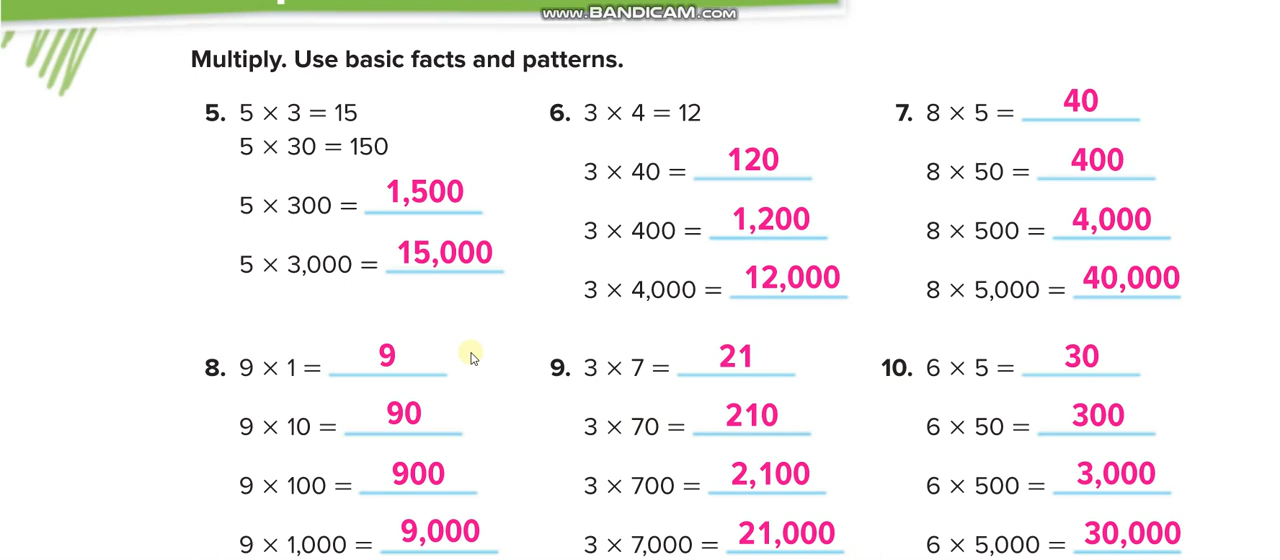 www.BANDICAM.com
Multiply. Use basic facts and patterns.
5. 5 × 3 = 15
5 × 30 = 150
5 × 300 = 1,500
5 × 3,000 = 15,000
6. 3 × 4 = 12
3 × 40 = 120
3 × 400 = 1,200
3 × 4,000 = 12,000
7. 8 × 5 = 40
8 × 50 = 400
8 × 500 = 4,000
8 × 5,000 = 40,000
8. 9 × 1 = 9
9 × 10 = 90
9 × 100 = 900
9 × 1,000 = 9,000
9. 3 × 7 = 21
3 × 70 = 210
3 × 700 = 2,100
3 × 7,000 = 21,000
10. 6 × 5 = 30
6 × 50 = 300
6 × 500 = 3,000
6 × 5,000 = 30,000